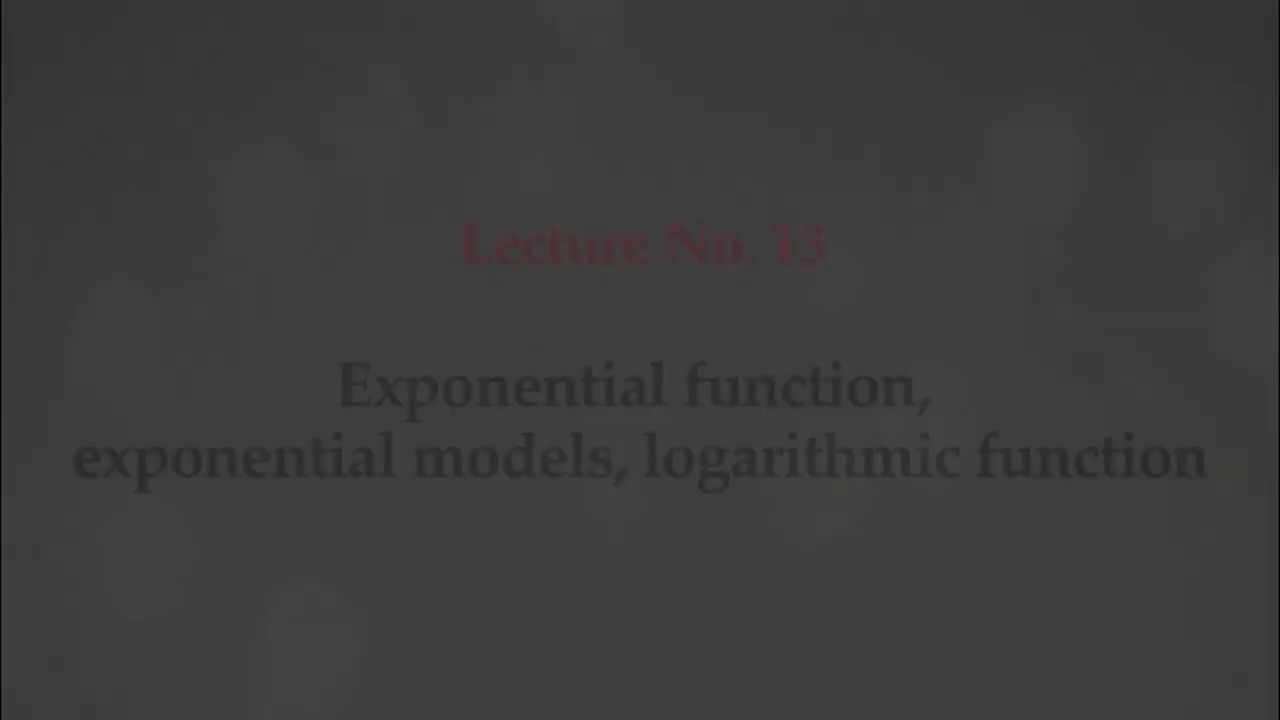 Lecture No. 13
Exponential function,
exponential models, logarithmic function